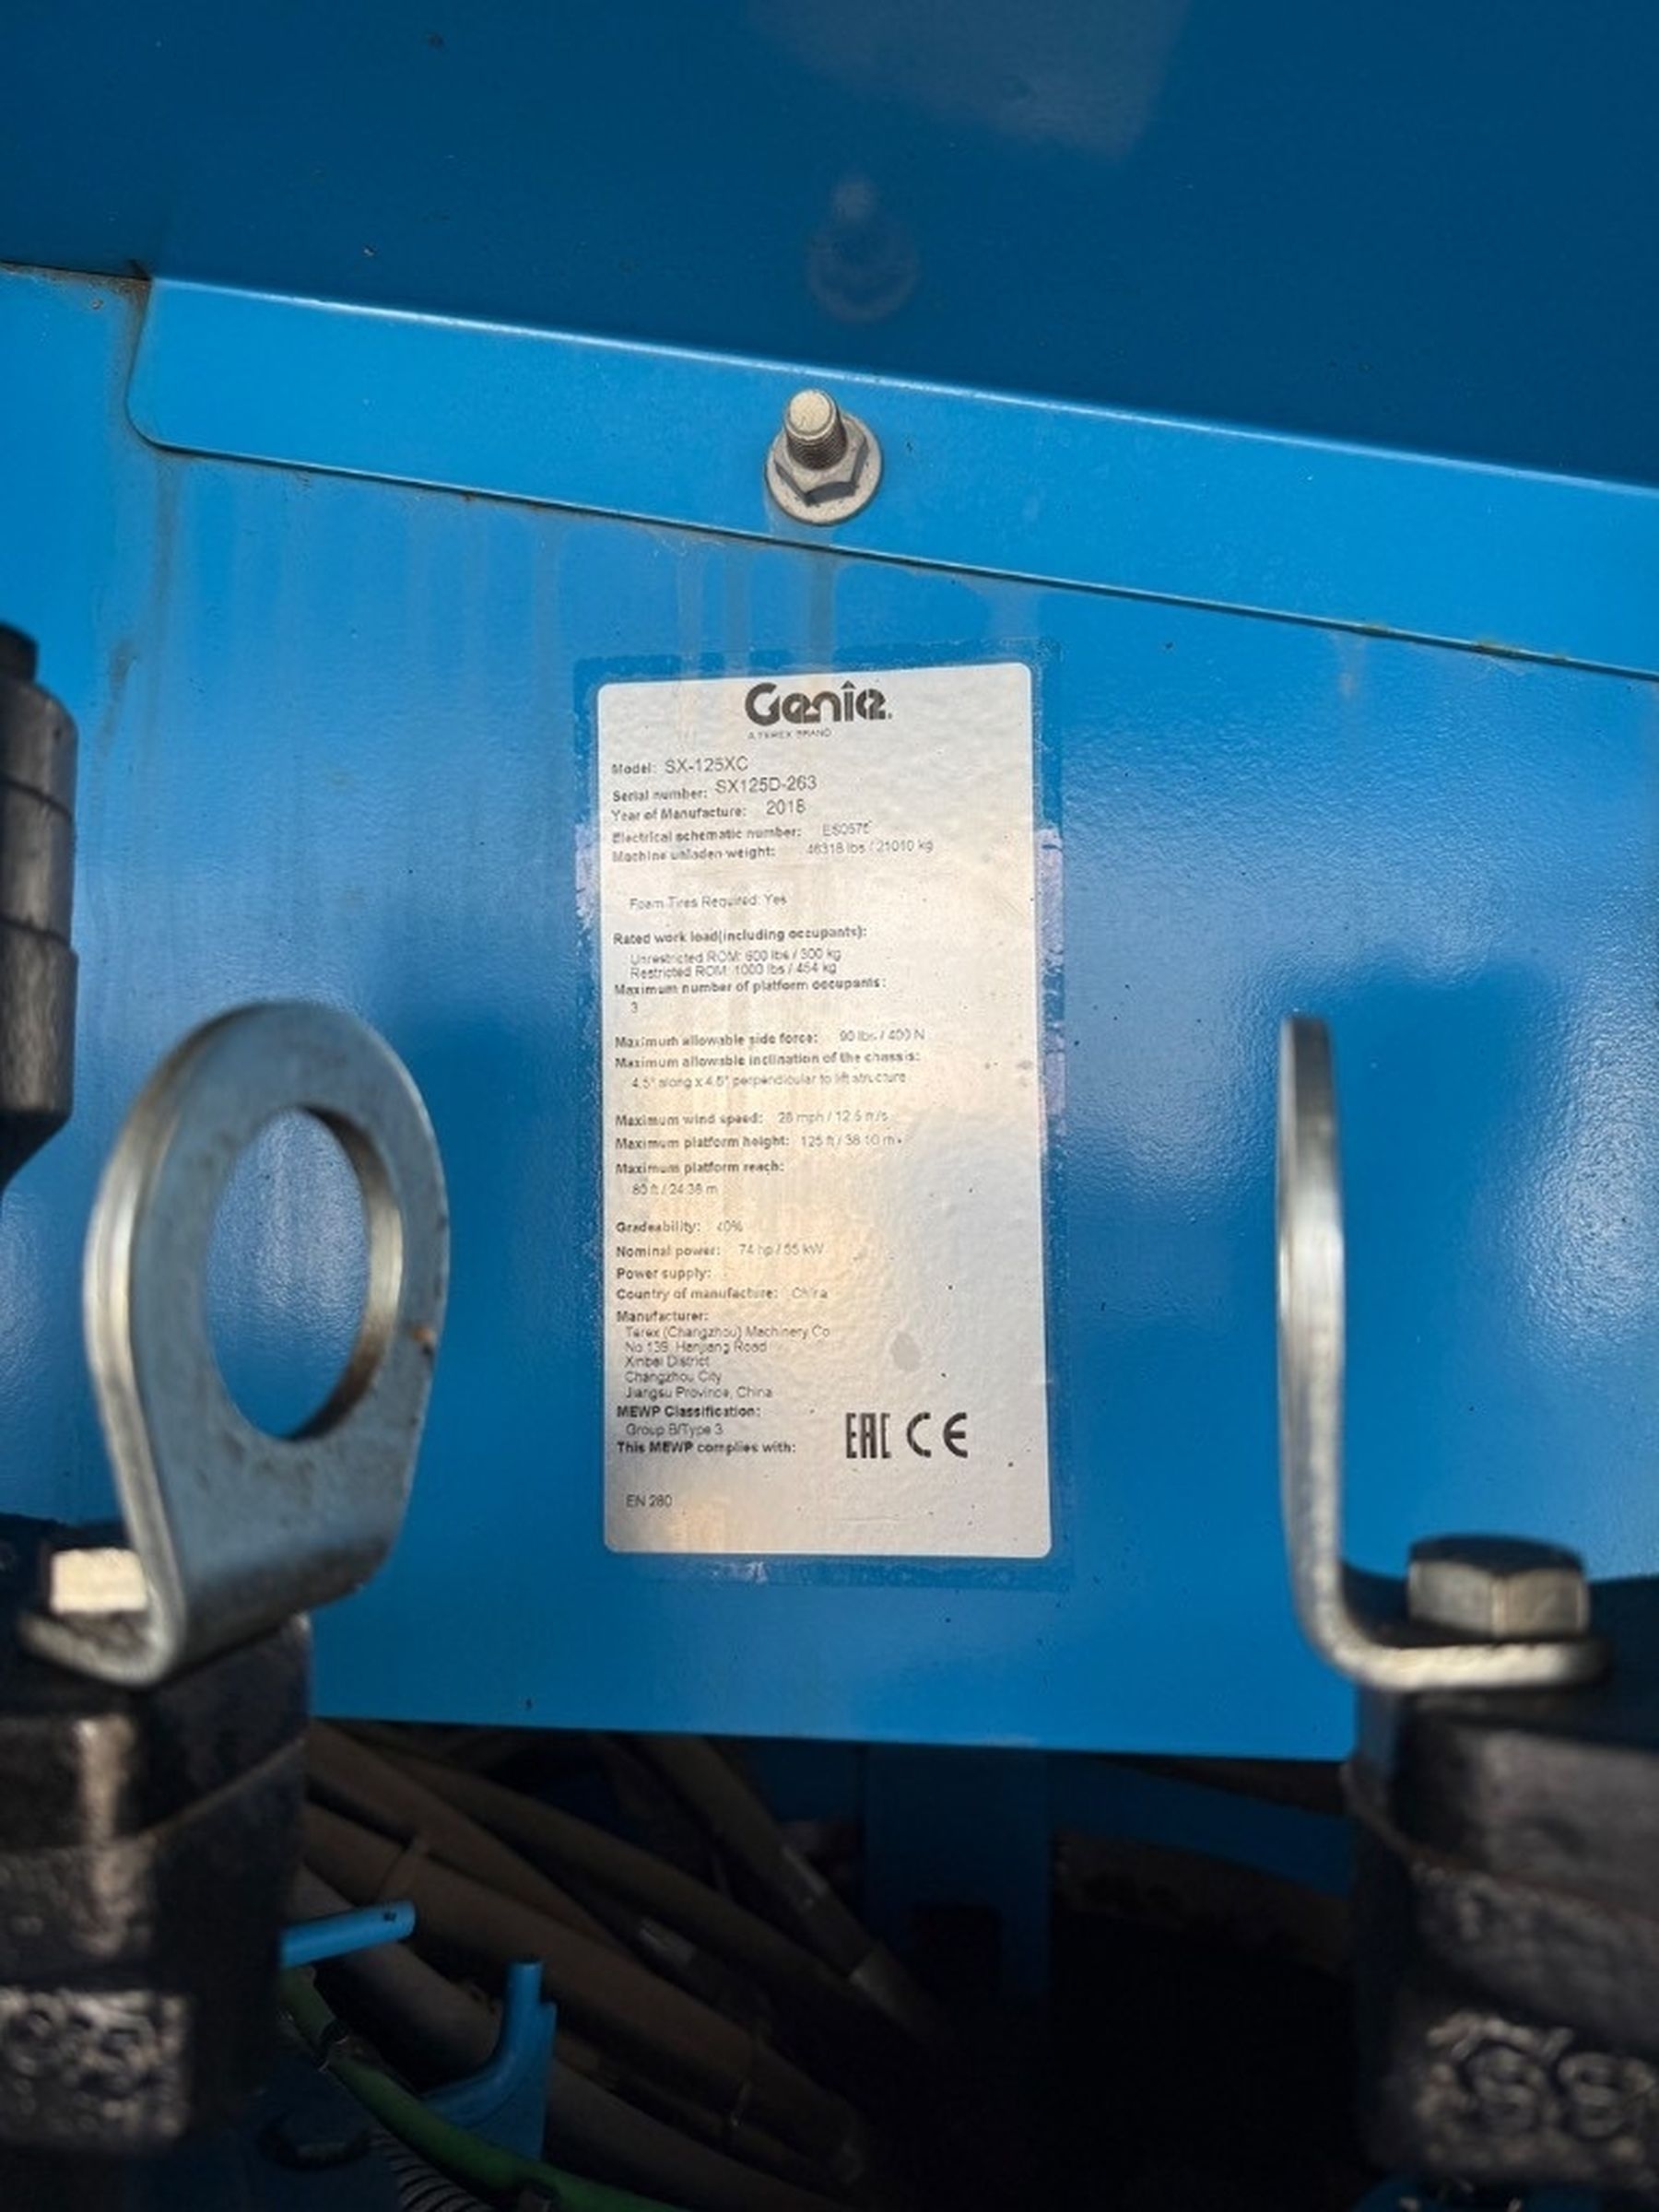 Genie
A TEREX BRAND
Model: SX-125XC
Serial number: SX125D-263
Year of Manufacture: 2018
Electrical schematic number:
Machine unladen weight: 46318 lbs / 21010 kg
Foam Tires Required: Yes
Rated work load(including occupants):
Unrestricted ROM: lbs / 300 kg
Restricted ROM: 1000 lbs / 454 kg
Maximum number of platform occupants:
3
Maximum allowable side force: 90 lbs / 400 N
Maximum allowable inclination of the chassis:
4.5° along x 4.5° perpendicular to lift structure
Maximum wind speed: 28 mph / 12.5
Maximum platform height: 125 ft / 38.10 m
Maximum platform reach:
80 ft / 24.38 m
Gradeability: 40%
Nominal power: 74 hp / 55 kW
Power supply:
Country of manufacture: China
Manufacturer:
Terex (Changzhou) Machinery Co
No 139, Hanjiang Road
Xinbei District
Changzhou City
Jiangsu Province, China
MEWP Classification:
Group B/Type 3
This MEWP complies with:
EAC CE
EN 280